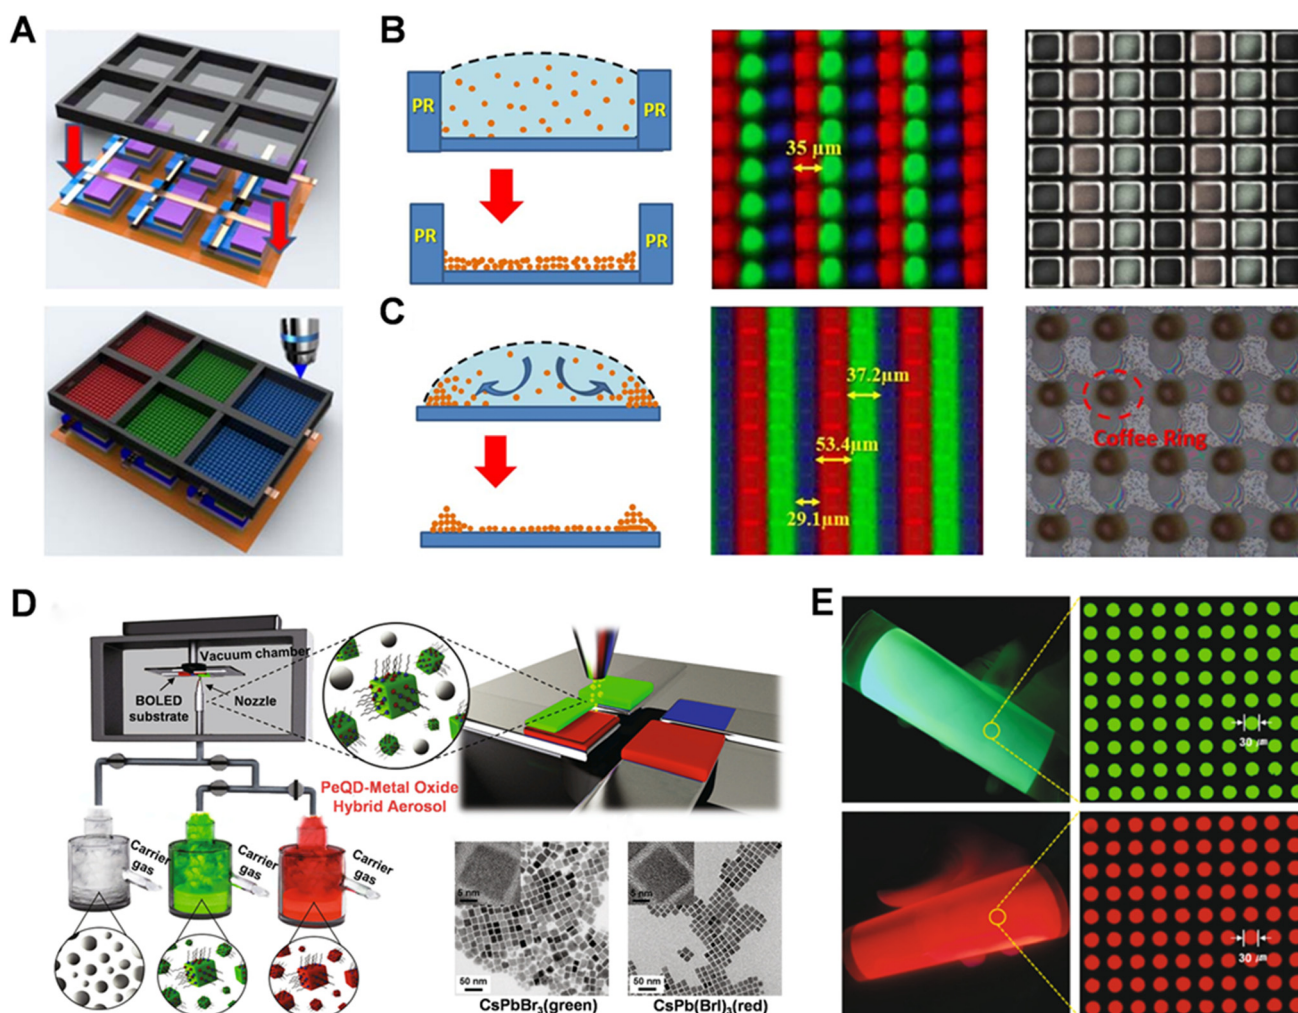 A
B
PR
PR
35 µm
PR
PR
C
37.2µm
53.4µm
29.1µm
Coffee Ring
D
Vacuum chamber
BOLED
substrate
Nozzle
PeQD-Metal Oxide
Hybrid Aerosol
Carrier
gas
Carrier
gas
Carrier
gas
5 nm
50 nm
CsPbBr3(green)
5 nm
50 nm
CsPb(BrI)3(red)
E
30 ㎛
30 ㎛